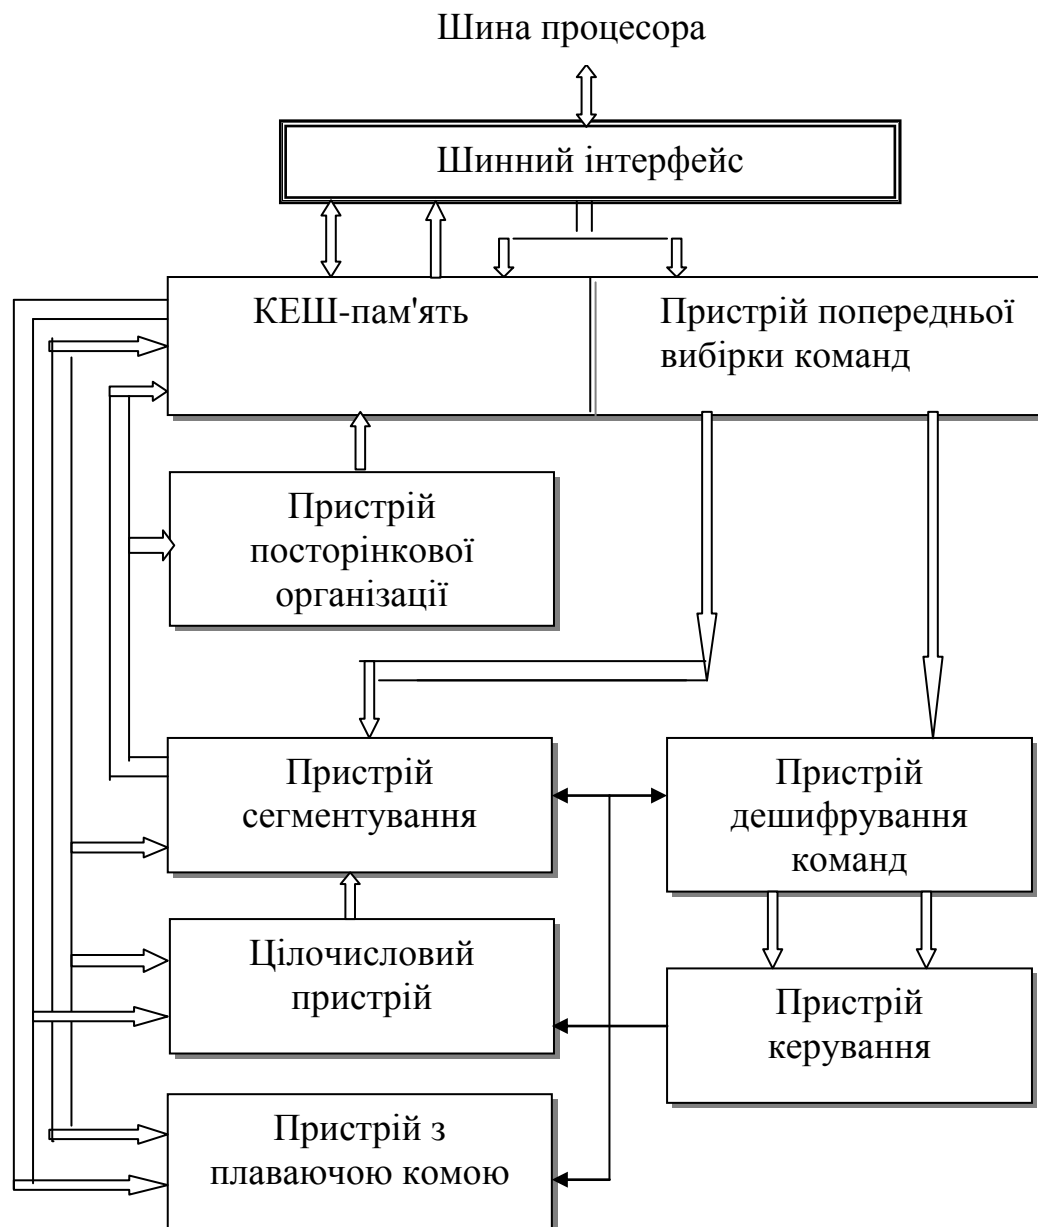 Шина процесора
Шинний інтерфейс
КЕШ-пам'ять
Пристрій попередньої
вибірки команд
Пристрій
посторінкової
організації
Пристрій
сегментування
Пристрій
дешифрування
команд
Цілочисловий
пристрій
Пристрій
керування
Пристрій з
плаваючою комою